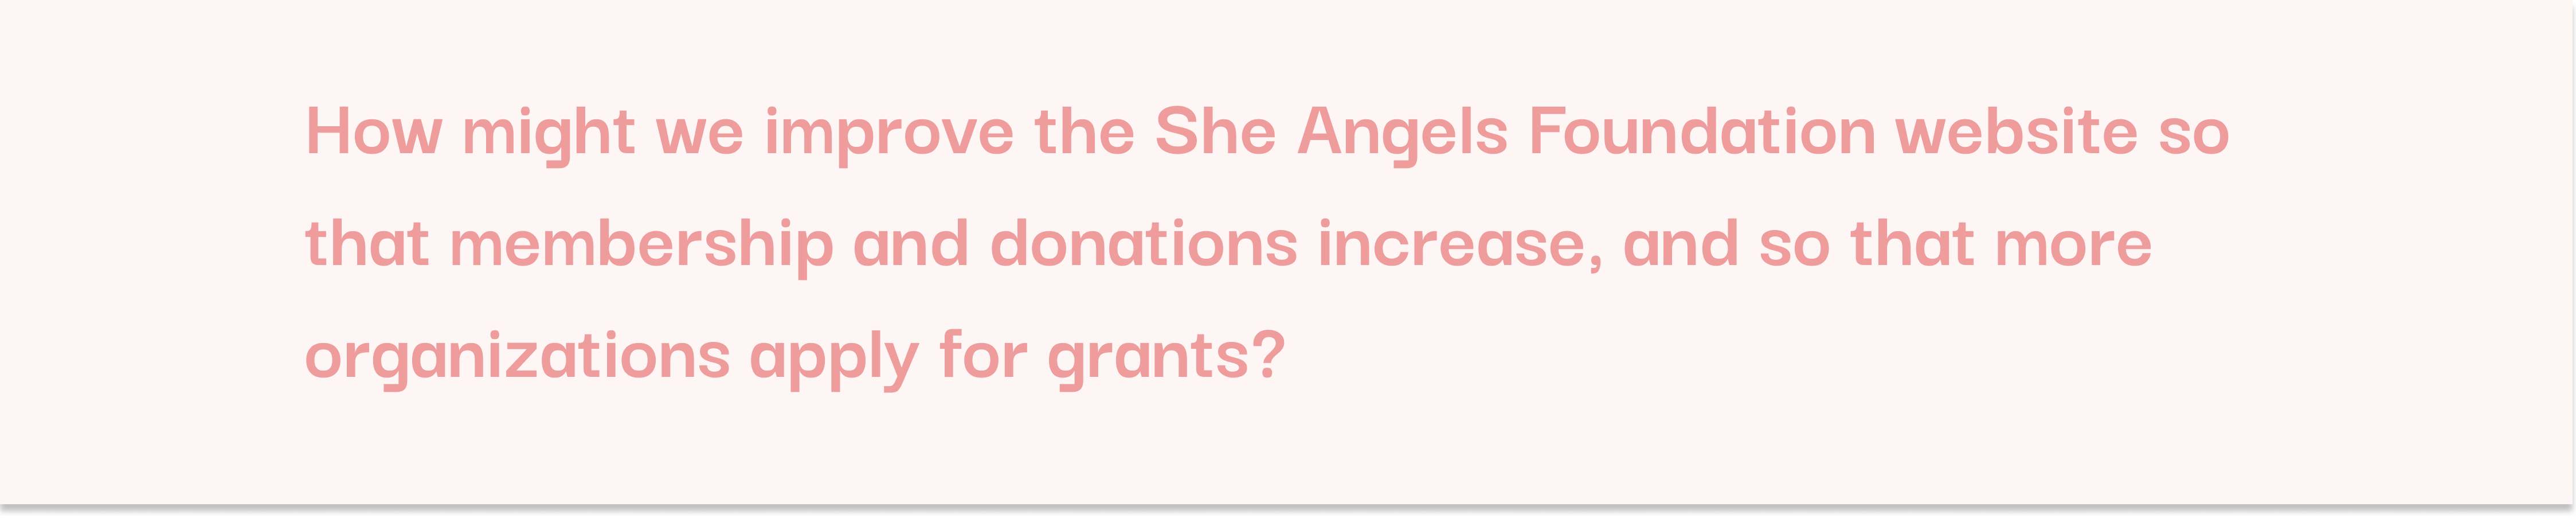 How might we improve the She Angels Foundation website so
that membership and donations increase, and so that more
organizations apply for grants?